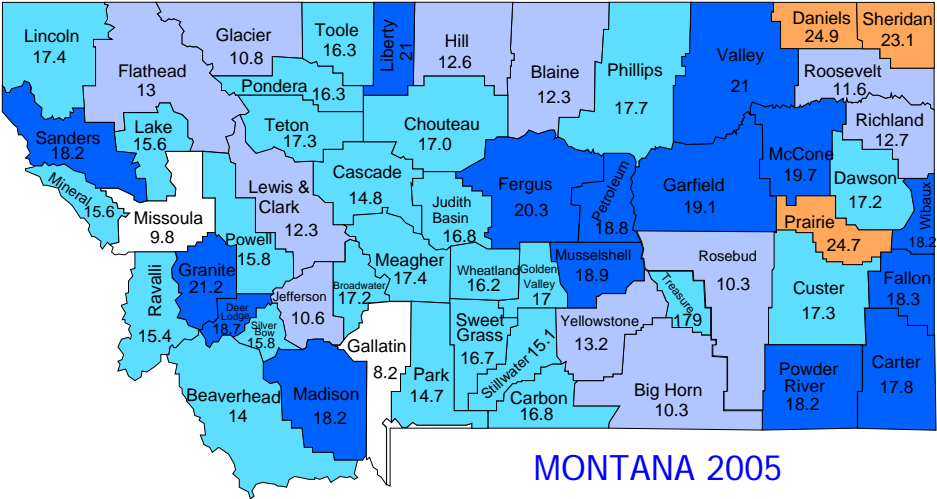 Lincoln
17.4
Flathead
13
Glacier
10.8
Toole
16.3
Liberty
21
Hill
12.6
Blaine
12.3
Phillips
17.7
Valley
21
Daniels
24.9
Sheridan
23.1
Roosevelt
11.6
Richland
12.7
Pondera
16.3
Teton
17.3
Chouteau
17.0
Sanders
18.2
Lake
15.6
Mineral
15.6
Missoula
9.8
Lewis &
Clark
12.3
Cascade
14.8
Judith
Basin
16.8
Fergus
20.3
Petroleum
18.8
Garfield
19.1
McCone
19.7
Dawson
17.2
Wibaux
18.2
Prairie
24.7
Powell
15.8
Granite
21.2
Ravalli
15.4
Deer
Lodge
18.7
Silver
Bow
15.8
Jefferson
10.6
Broadwater
17.2
Meagher
17.4
Wheatland
16.2
Golden
Valley
17
Musselshell
18.9
Rosebud
10.3
Treasure
179
Custer
17.3
Fallon
18.3
Gallatin
8.2
Park
14.7
Sweet
Grass
16.7
Stillwater 15.1
Yellowstone
13.2
Big Horn
10.3
Carbon
16.8
Powder
River
18.2
Carter
17.8
Beaverhead
14
Madison
18.2
MONTANA 2005